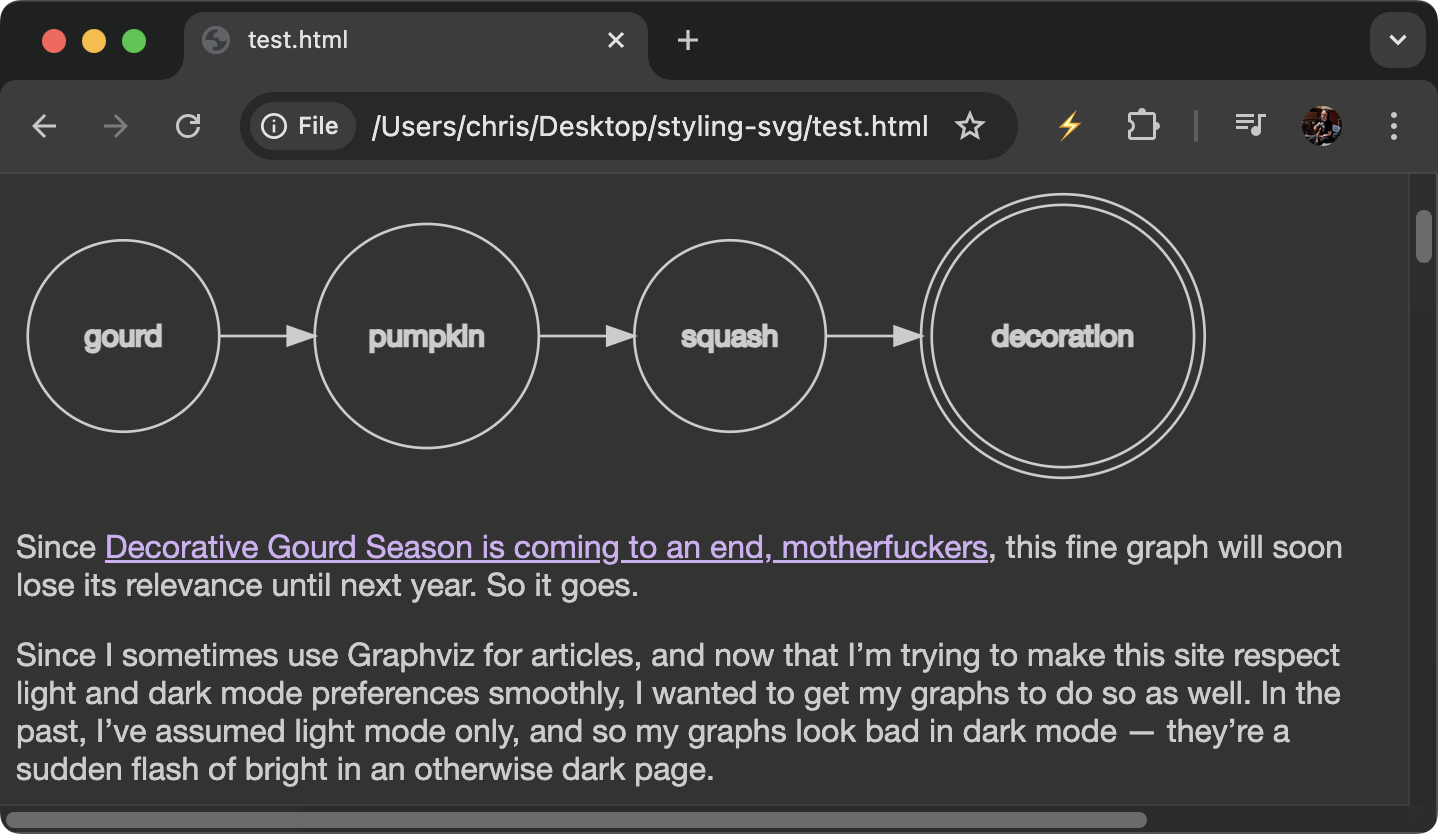 test.html
File /Users/chris/Desktop/styling-svg/test.html
gourd pumpkin squash decoration
Since Decorative Gourd Season is coming to an end, motherfuckers, this fine graph will soon
lose its relevance until next year. So it goes.
Since I sometimes use Graphviz for articles, and now that I’m trying to make this site respect
light and dark mode preferences smoothly, I wanted to get my graphs to do so as well. In the
past, I’ve assumed light mode only, and so my graphs look bad in dark mode — they’re a
sudden flash of bright in an otherwise dark page.